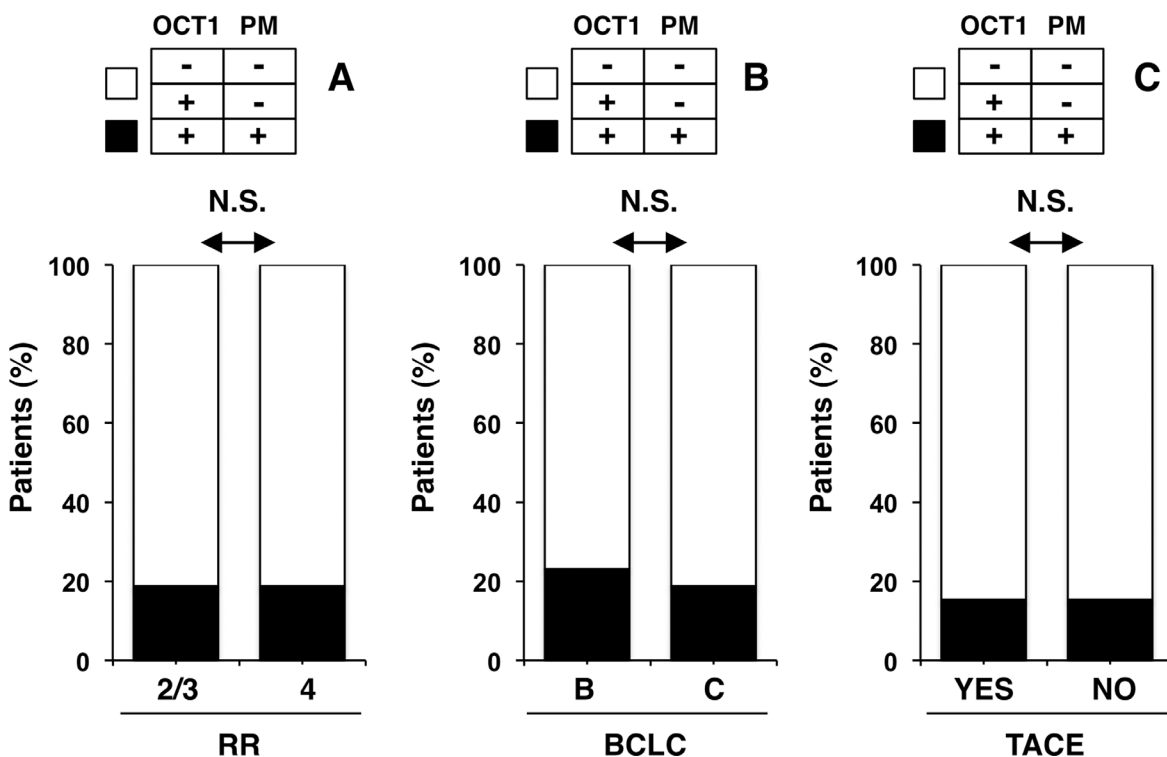 OCT1 PM
- -
+ -
+ +
A
N.S.
100
80
60
40
20
0
Patients (%)
2/3 4
RR
OCT1 PM
- -
+ -
+ +
B
N.S.
100
80
60
40
20
0
Patients (%)
B C
BCLC
OCT1 PM
- -
+ -
+ +
C
N.S.
100
80
60
40
20
0
Patients (%)
YES NO
TACE